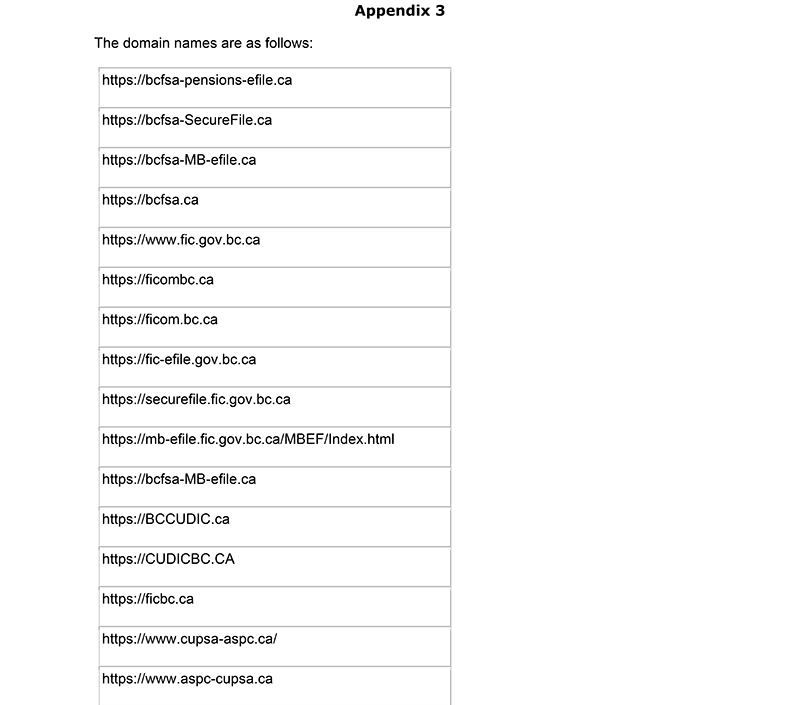 Appendix 3
The domain names are as follows:
https://bcfsa-pensions-efile.ca
https://bcfsa-SecureFile.ca
https://bcfsa-MB-efile.ca
https://bcfsa.ca
https://www.fic.gov.bc.ca
https://ficombc.ca
https://ficom.bc.ca
https://fic-efile.gov.bc.ca
https://securefile.fic.gov.bc.ca
https://mb-efile.fic.gov.bc.ca/MBEF/Index.html
https://bcfsa-MB-efile.ca
https://BCCUDIC.ca
https://CUDICBC.CA
https://ficbc.ca
https://www.cupsa-aspc.ca/
https://www.aspc-cupsa.ca